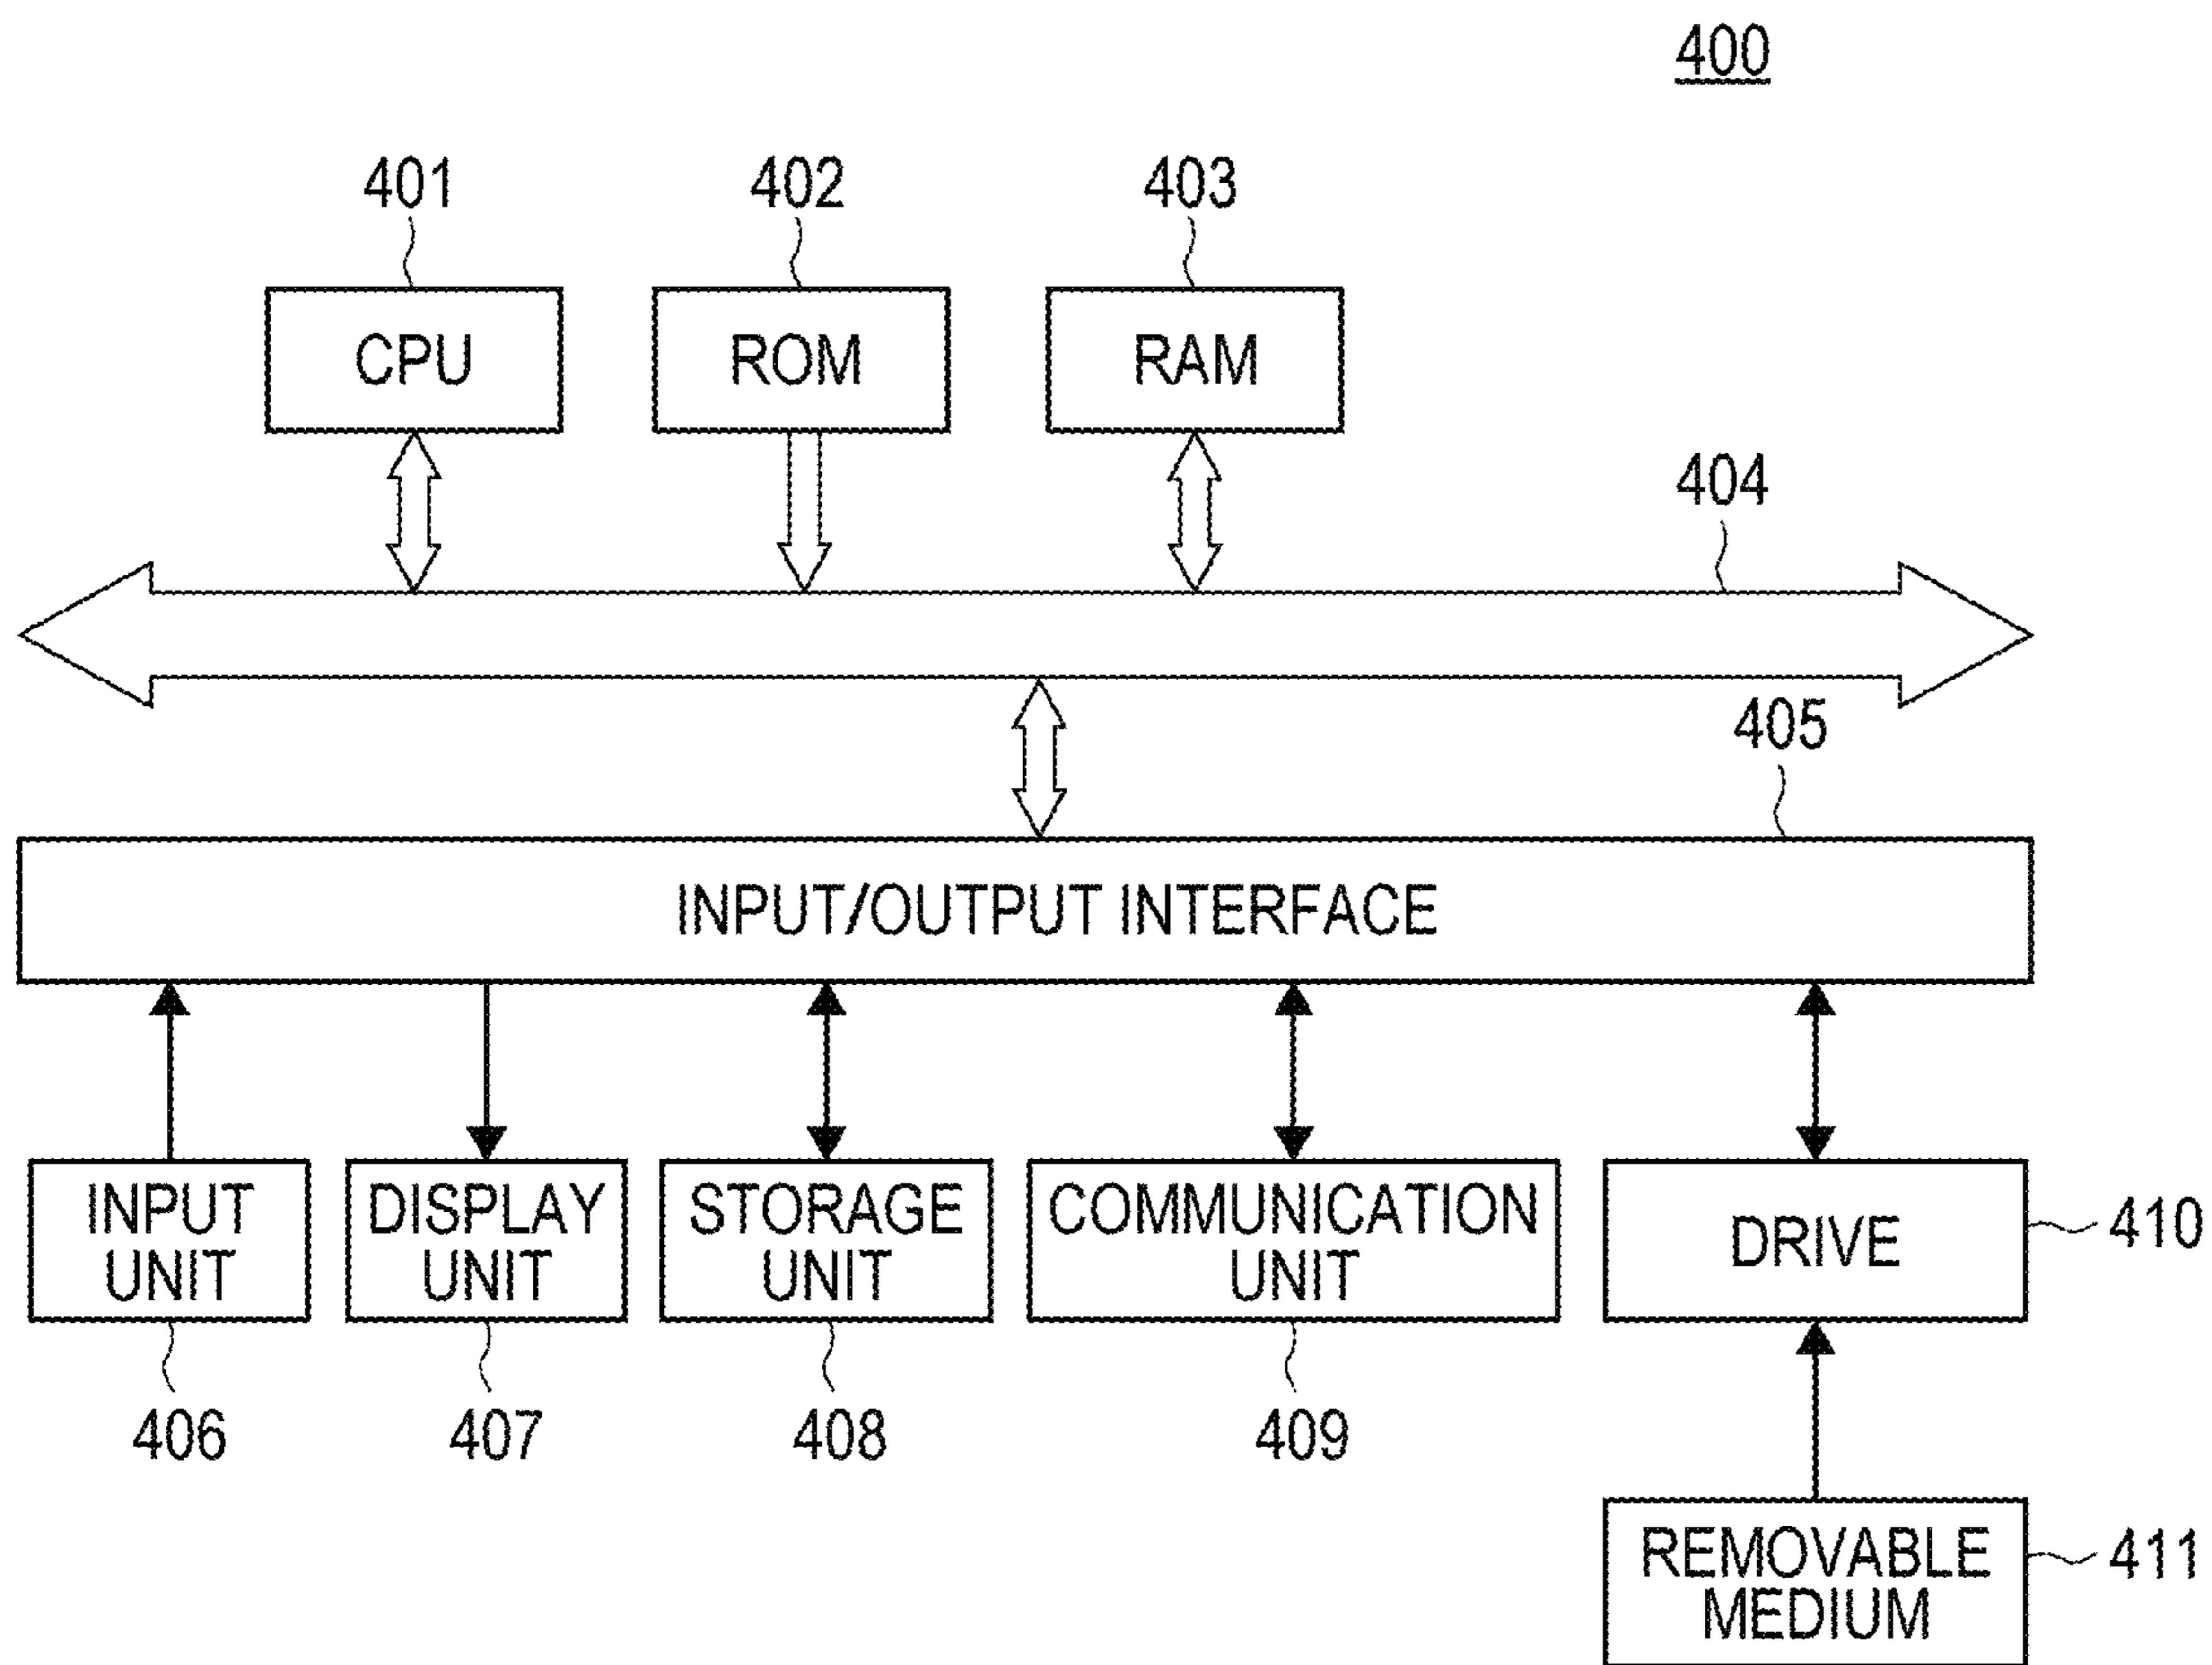 400
401
402
403
CPU
ROM
RAM
404
405
INPUT/OUTPUT INTERFACE
INPUT
UNIT
DISPLAY
UNIT
STORAGE
UNIT
COMMUNICATION
UNIT
DRIVE
410
406
407
408
409
REMOVABLE
MEDIUM
411